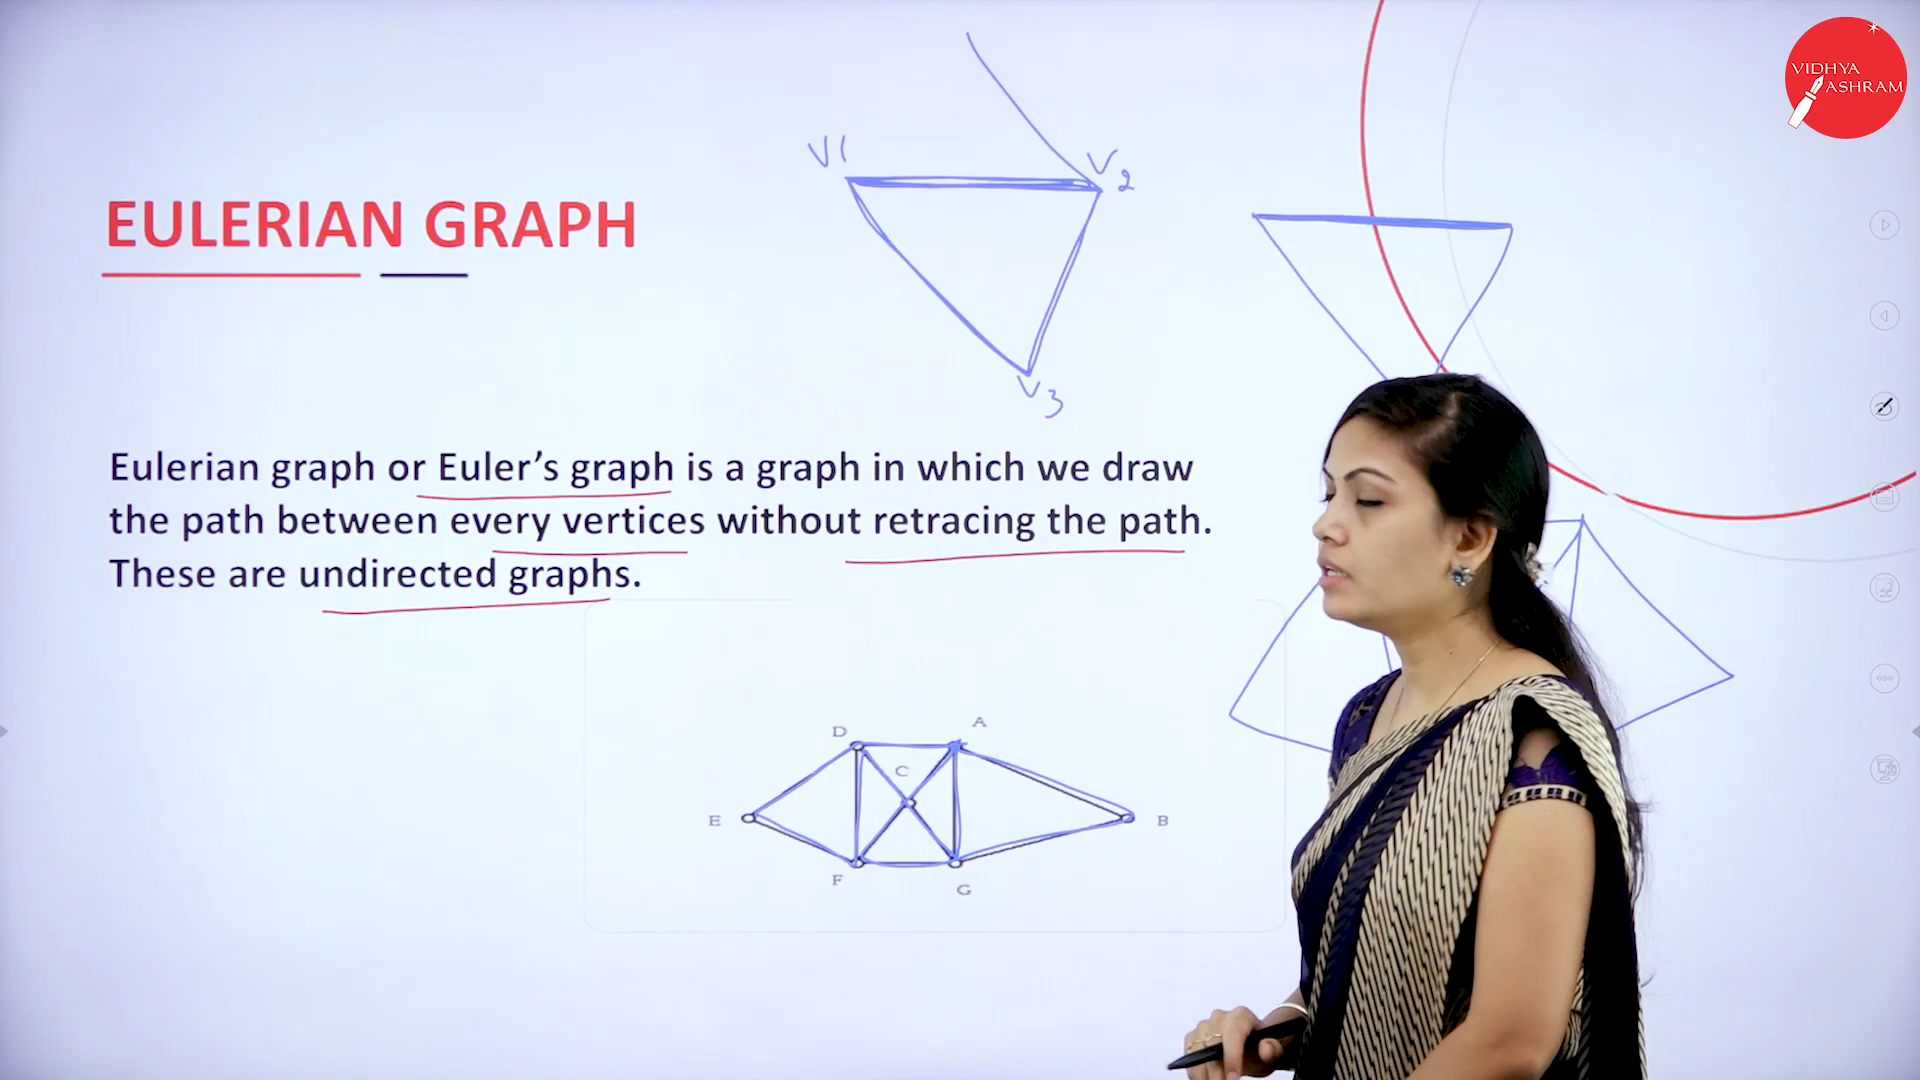 VIDHYA
ASHRAM
V1
V2
EULERIAN GRAPH
V3
Eulerian graph or Euler’s graph is a graph in which we draw
the path between every vertices without retracing the path.
These are undirected graphs.
D
A
C
E
B
F
G